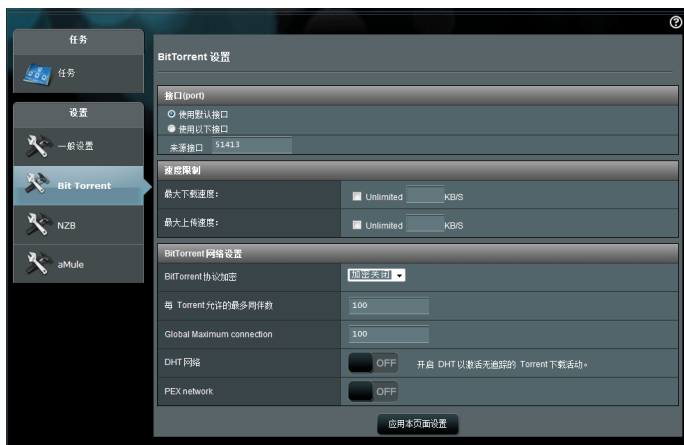 任务
任务
设置
一般设置
Bit Torrent
NZB
aMule
BitTorrent 设置
接口(port)
使用默认接口
使用以下接口
来源接口 51413
速度限制
最大下载速度: Unlimited KB/S
最大上传速度: Unlimited KB/S
BitTorrent 网络设置
BitTorrent 协议加密 加密关闭
每 Torrent 允许的最多同伴数 100
Global Maximum connection 100
DHT 网络 OFF 开启 DHT 以激活无追踪的 Torrent 下载活动。
PEX network OFF
应用本页面设置